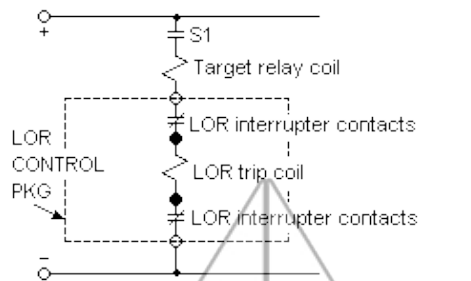 +
S1
Target relay coil
LOR interrupter contacts
LOR
CONTROL
PKG
LOR trip coil
LOR interrupter contacts
−